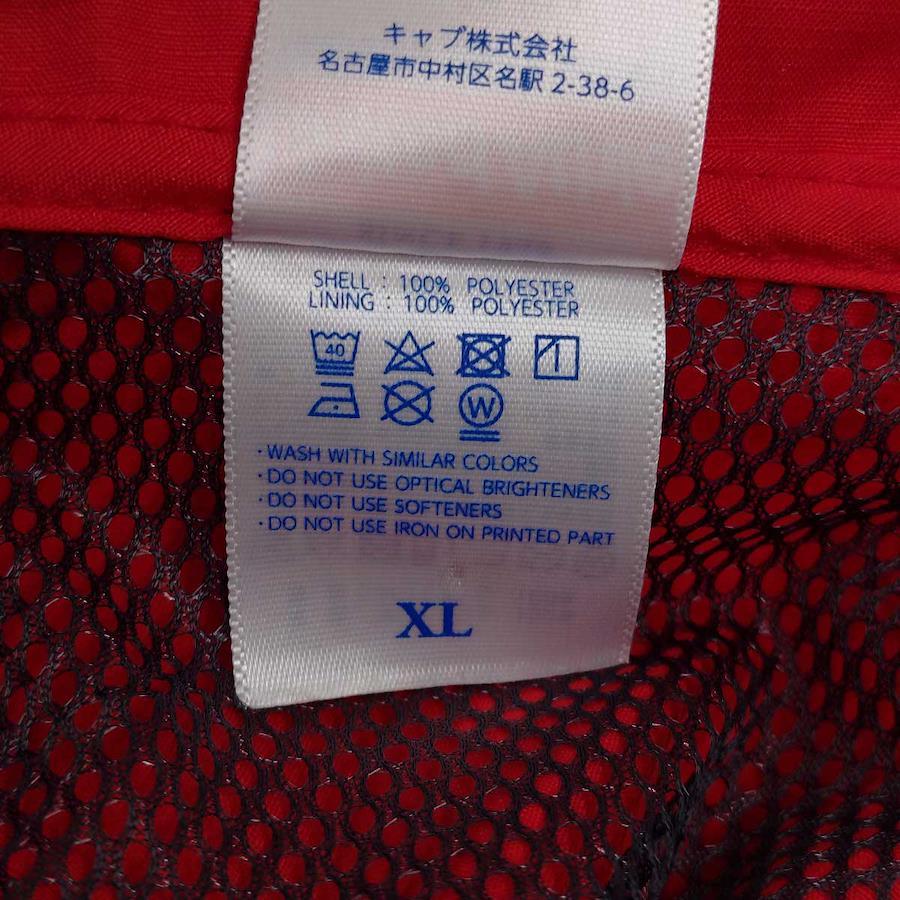 キャブ株式会社
名古屋市中村区名駅 2-38-6
SHELL : 100% POLYESTER
LINING : 100% POLYESTER
40
W
・WASH WITH SIMILAR COLORS
・DO NOT USE OPTICAL BRIGHTENERS
・DO NOT USE SOFTENERS
・DO NOT USE IRON ON PRINTED PART
XL